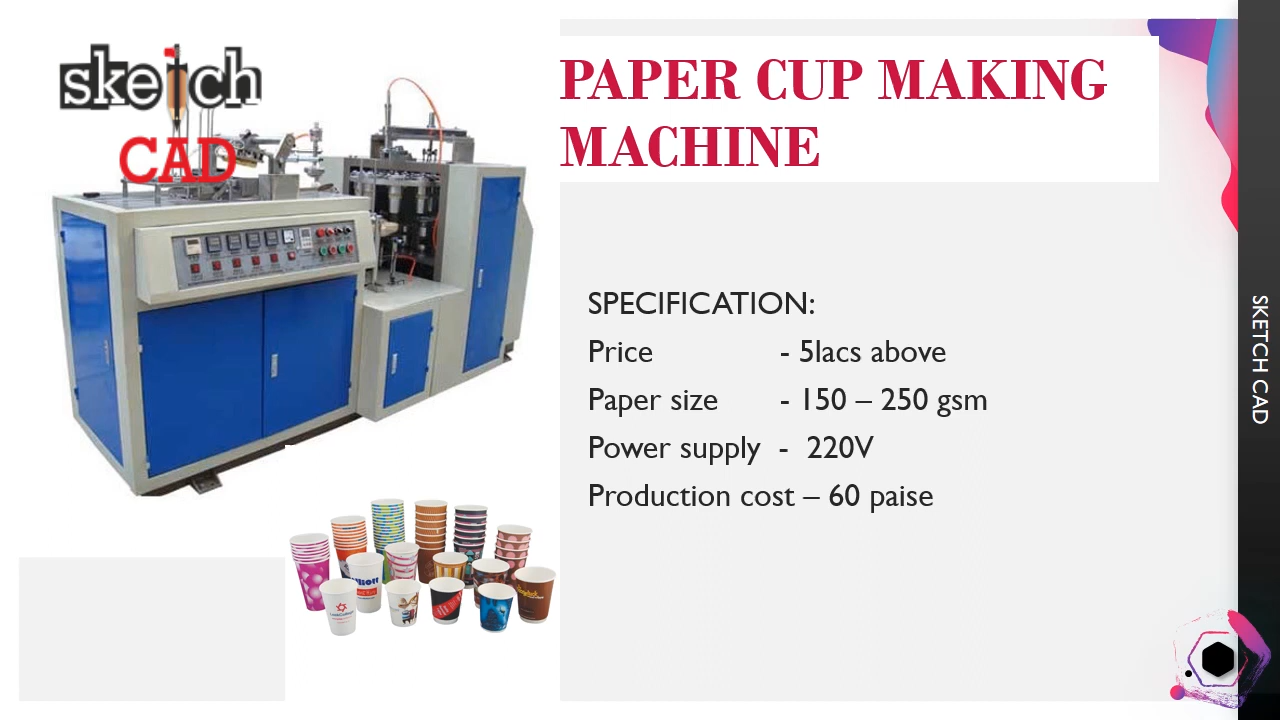 sketch
CAD
PAPER CUP MAKING
MACHINE
SPECIFICATION:
Price - 5lacs above
Paper size - 150 – 250 gsm
Power supply - 220V
Production cost – 60 paise
SKETCH CAD